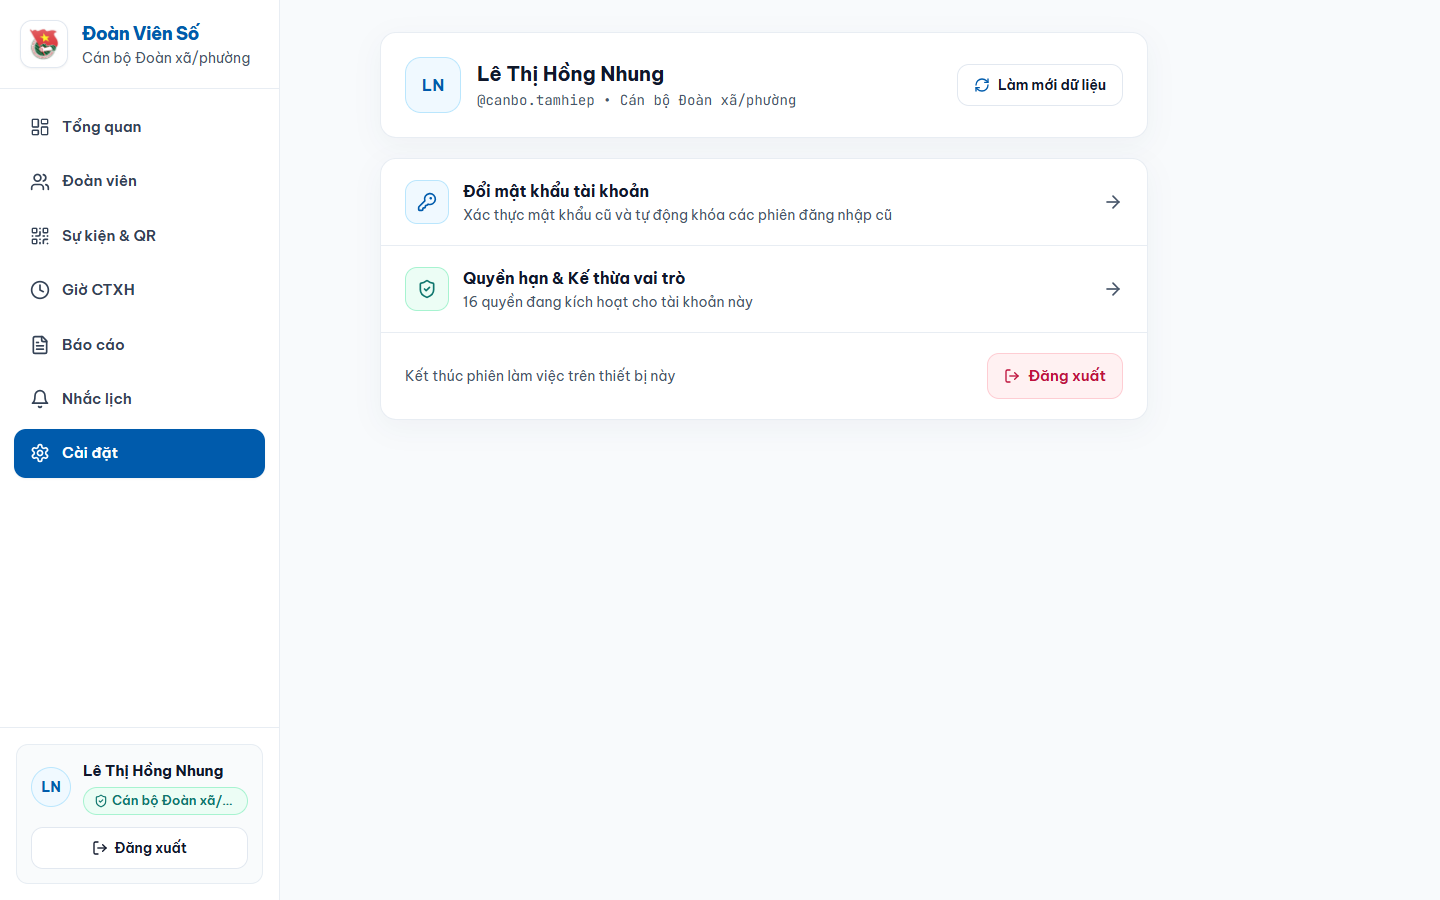 Đoàn Viên Số
Cán bộ Đoàn xã/phường
Tổng quan
Đoàn viên
Sự kiện & QR
Giờ CTXH
Báo cáo
Nhắc lịch
Cài đặt
LN
Lê Thị Hồng Nhung
Cán bộ Đoàn xã/...
Đăng xuất
LN
Lê Thị Hồng Nhung
@canbo.tamhiep • Cán bộ Đoàn xã/phường
Làm mới dữ liệu
Đổi mật khẩu tài khoản
Xác thực mật khẩu cũ và tự động khóa các phiên đăng nhập cũ
Quyền hạn & Kế thừa vai trò
16 quyền đang kích hoạt cho tài khoản này
Kết thúc phiên làm việc trên thiết bị này
Đăng xuất